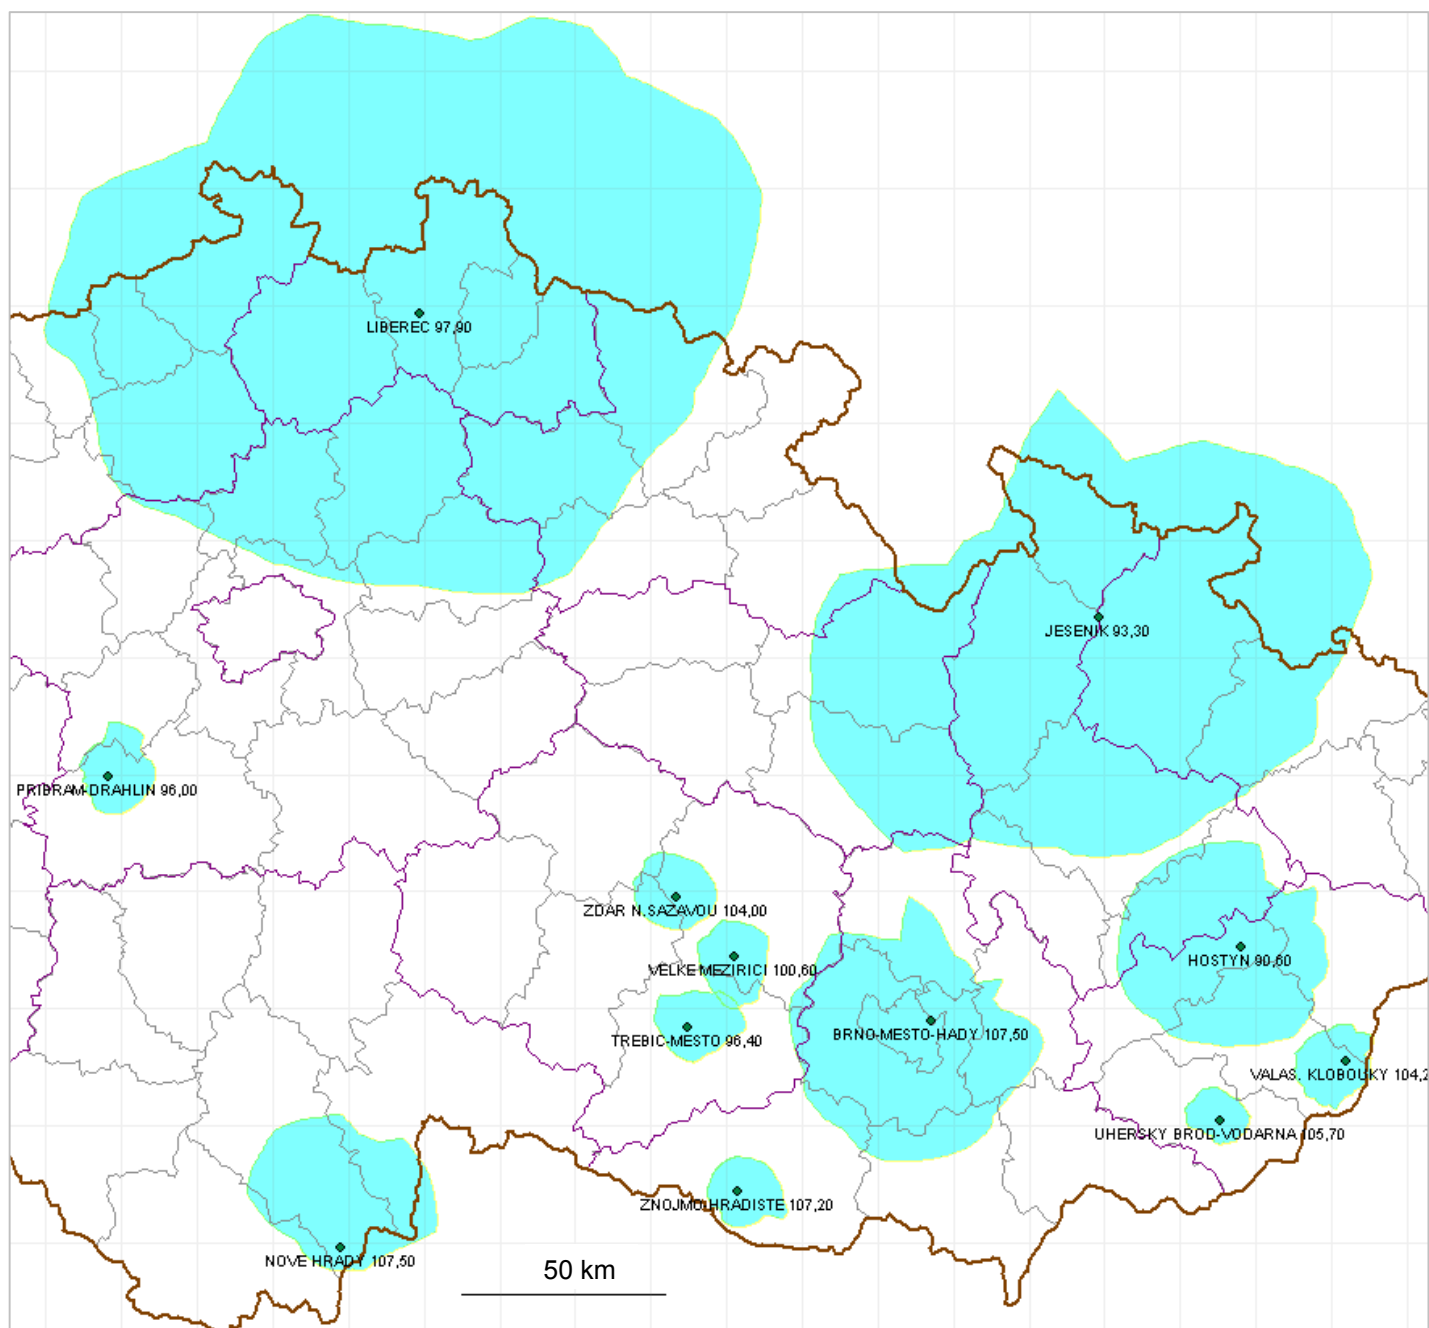 LIBEREC 97,90
JESENIK 93,30
PRIBRAM-DRAHLIN 96,00
ZDAR N.SAZAVOU 104,00
VELKE MEZIRICI 100,60
HOSTYN 90,60
TREBIC-MESTO 96,40
BRNO-MESTO-HADY 107,50
VALAS. KLOBOUKY 104,2
UHERSKY BROD-VODARNA 105,70
ZNOJMO-HRADISTE 107,20
NOVE HRADY 107,50
50 km